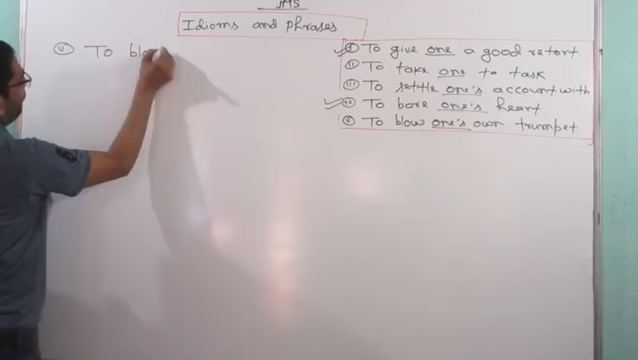 JMS
Idioms and Phrases
(v) To blo
(i) To give one a good retort
(ii) To take one to task
(iii) To settle one's account with
(iv) To bare one's heart
(v) To blow one's own trumpet